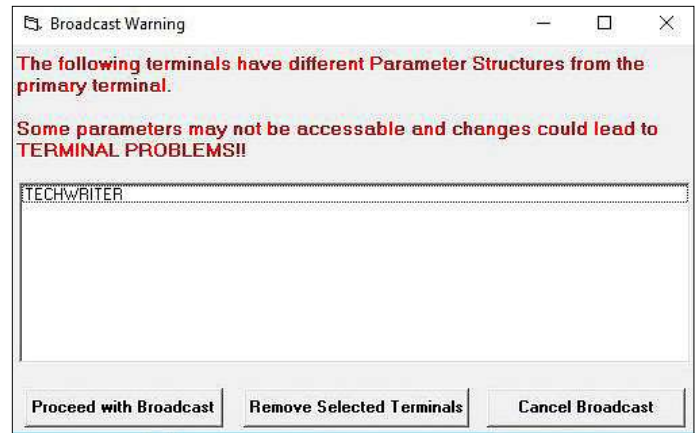 Broadcast Warning
The following terminals have different Parameter Structures from the
primary terminal.
Some parameters may not be accessable and changes could lead to
TERMINAL PROBLEMS!!
TECHWRITER
Proceed with Broadcast
Remove Selected Terminals
Cancel Broadcast